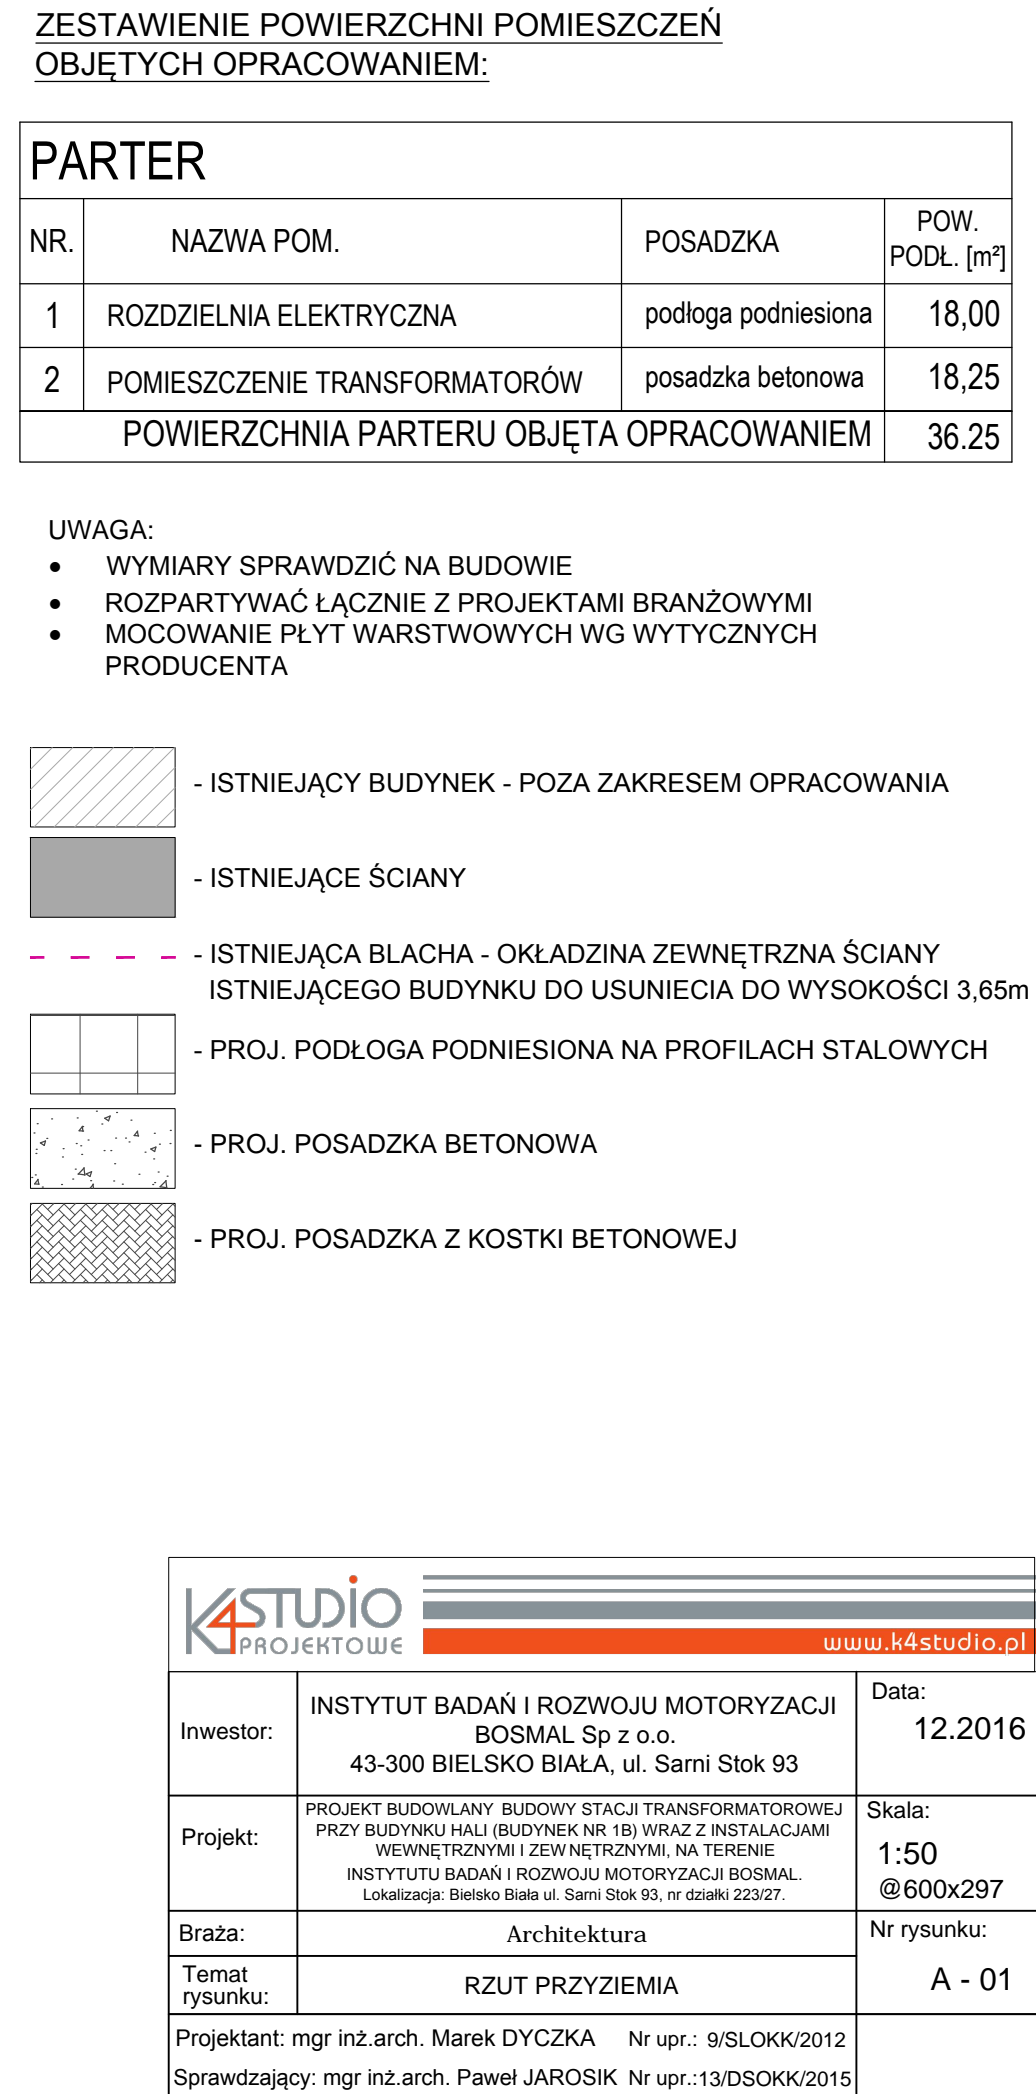 ZESTAWIENIE POWIERZCHNI POMIESZCZEŃ
OBJĘTYCH OPRACOWANIEM:
PARTER
NR. NAZWA POM. POSADZKA POW. PODŁ. [m²]
1 ROZDZIELNIA ELEKTRYCZNA podłoga podniesiona 18,00
2 POMIESZCZENIE TRANSFORMATORÓW posadzka betonowa 18,25
POWIERZCHNIA PARTERU OBJĘTA OPRACOWANIEM 36.25
UWAGA:
• WYMIARY SPRAWDZIĆ NA BUDOWIE
• ROZPARTYWAĆ ŁĄCZNIE Z PROJEKTAMI BRANŻOWYMI
• MOCOWANIE PŁYT WARSTWOWYCH WG WYTYCZNYCH
PRODUCENTA
- ISTNIEJĄCY BUDYNEK - POZA ZAKRESEM OPRACOWANIA
- ISTNIEJĄCE ŚCIANY
- ISTNIEJĄCA BLACHA - OKŁADZINA ZEWNĘTRZNA ŚCIANY
ISTNIEJĄCEGO BUDYNKU DO USUNIECIA DO WYSOKOŚCI 3,65m
- PROJ. PODŁOGA PODNIESIONA NA PROFILACH STALOWYCH
- PROJ. POSADZKA BETONOWA
- PROJ. POSADZKA Z KOSTKI BETONOWEJ
K4STUDIO
PROJEKTOWE
www.k4studio.pl
Inwestor:
INSTYTUT BADAŃ I ROZWOJU MOTORYZACJI
BOSMAL Sp z o.o.
43-300 BIELSKO BIAŁA, ul. Sarni Stok 93
Data:
12.2016
Projekt:
PROJEKT BUDOWLANY BUDOWY STACJI TRANSFORMATOROWEJ
PRZY BUDYNKU HALI (BUDYNEK NR 1B) WRAZ Z INSTALACJAMI
WEWNĘTRZNYMI I ZEWNĘTRZNYMI, NA TERENIE
INSTYTUTU BADAŃ I ROZWOJU MOTORYZACJI BOSMAL.
Lokalizacja: Bielsko Biała ul. Sarni Stok 93, nr działki 223/27.
Skala:
1:50
@600x297
Braża:
Architektura
Nr rysunku:
A - 01
Temat
rysunku:
RZUT PRZYZIEMIA
Projektant: mgr inż.arch. Marek DYCZKA Nr upr.: 9/SLOKK/2012
Sprawdzający: mgr inż.arch. Paweł JAROSIK Nr upr.:13/DSOKK/2015